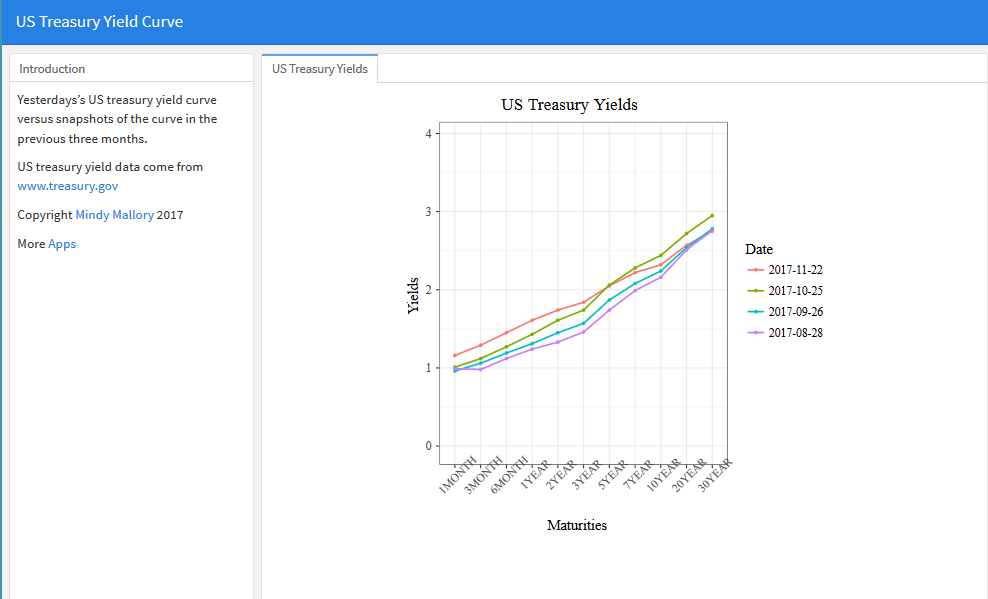 US Treasury Yield Curve
Introduction
Yesterdays's US treasury yield curve
versus snapshots of the curve in the
previous three months.
US treasury yield data come from
www.treasury.gov
Copyright Mindy Mallory 2017
More Apps
US Treasury Yields
US Treasury Yields
4
3
2
1
0
Yields
1MONTH
3MONTH
6MONTH
1YEAR
2YEAR
3YEAR
5YEAR
7YEAR
10YEAR
20YEAR
30YEAR
Maturities
Date
2017-11-22
2017-10-25
2017-09-26
2017-08-28